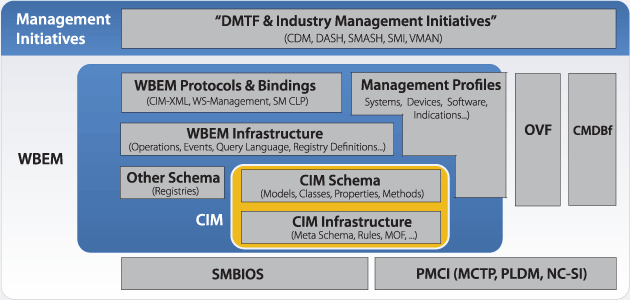 Management
Initiatives
“DMTF & Industry Management Initiatives”
(CDM, DASH, SMASH, SMI, VMAN)
WBEM
WBEM Protocols & Bindings
(CIM-XML, WS-Management, SM CLP)
Management Profiles
Systems, Devices, Software,
Indications...)
WBEM Infrastructure
(Operations, Events, Query Language, Registry Definitions...)
OVF
CMDBf
Other Schema
(Registries)
CIM Schema
(Models, Classes, Properties, Methods)
CIM
CIM Infrastructure
(Meta Schema, Rules, MOF, ...)
SMBIOS
PMCI (MCTP, PLDM, NC-SI)